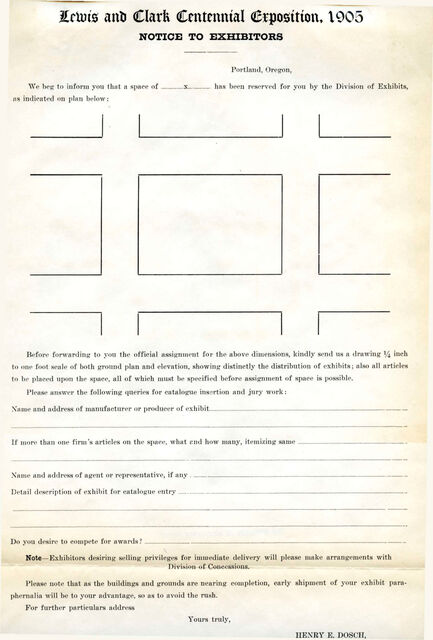 Lewis and Clark Centennial Exposition, 1905
NOTICE TO EXHIBITORS
Portland, Oregon,
We beg to inform you that a space of ........x........ has been reserved for you by the Division of Exhibits,
as indicated on plan below:
Before forwarding to you the official assignment for the above dimensions, kindly send us a drawing ¼ inch
to one foot scale of both ground plan and elevation, showing distinctly the distribution of exhibits; also all articles
to be placed upon the space, all of which must be specified before assignment of space is possible.
Please answer the following queries for catalogue insertion and jury work:
Name and address of manufacturer or producer of exhibit
If more than one firm's articles on the space, what and how many, itemizing same
Name and address of agent or representative, if any
Detail description of exhibit for catalogue entry
Do you desire to compete for awards?
Note—Exhibitors desiring selling privileges for immediate delivery will please make arrangements with
Division of Concessions.
Please note that as the buildings and grounds are nearing completion, early shipment of your exhibit para-
phernalia will be to your advantage, so as to avoid the rush.
For further particulars address
Yours truly,
HENRY E. DOSCH,